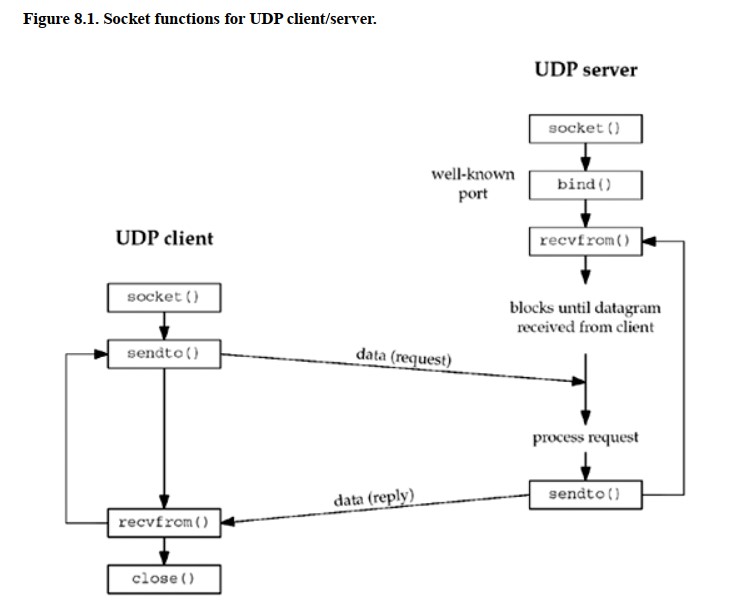 Figure 8.1. Socket functions for UDP client/server.
UDP server
socket()
well-known
port
bind()
UDP client
recvfrom()
socket()
blocks until datagram
received from client
sendto()
data (request)
process request
data (reply)
sendto()
recvfrom()
close()